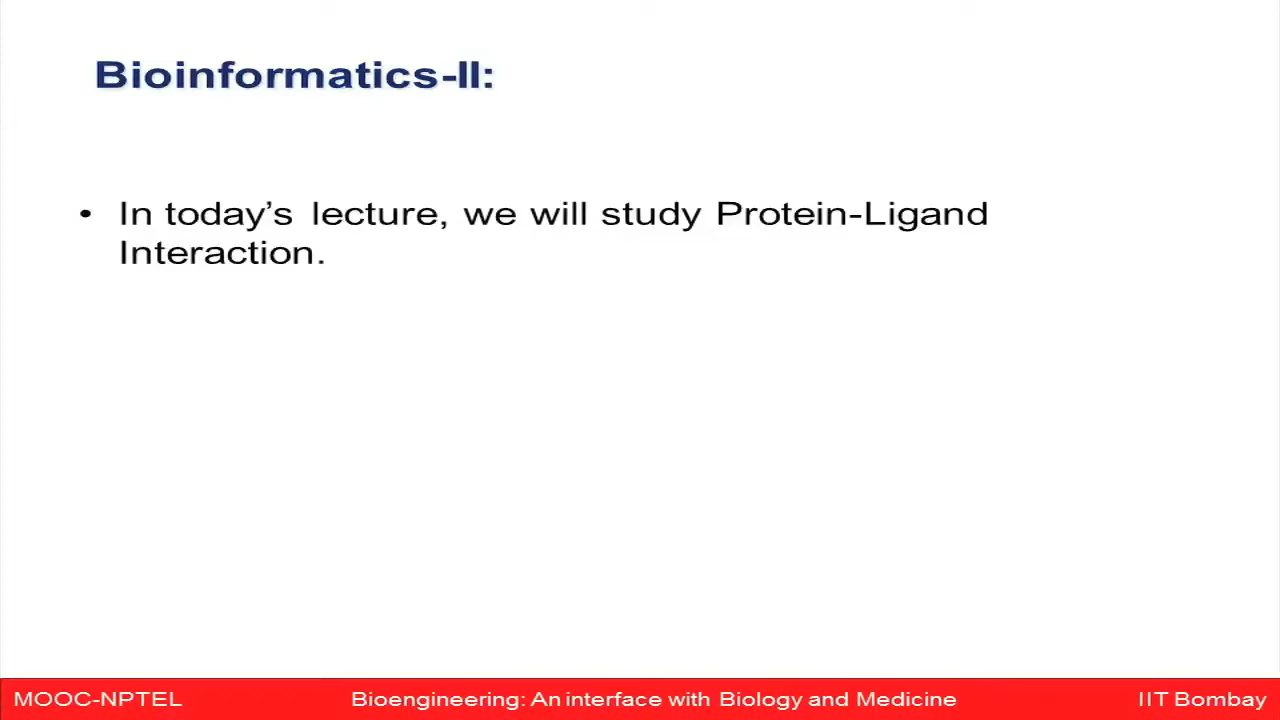 Bioinformatics-II:
• In today's lecture, we will study Protein-Ligand
Interaction.
MOOC-NPTEL Bioengineering: An interface with Biology and Medicine IIT Bombay